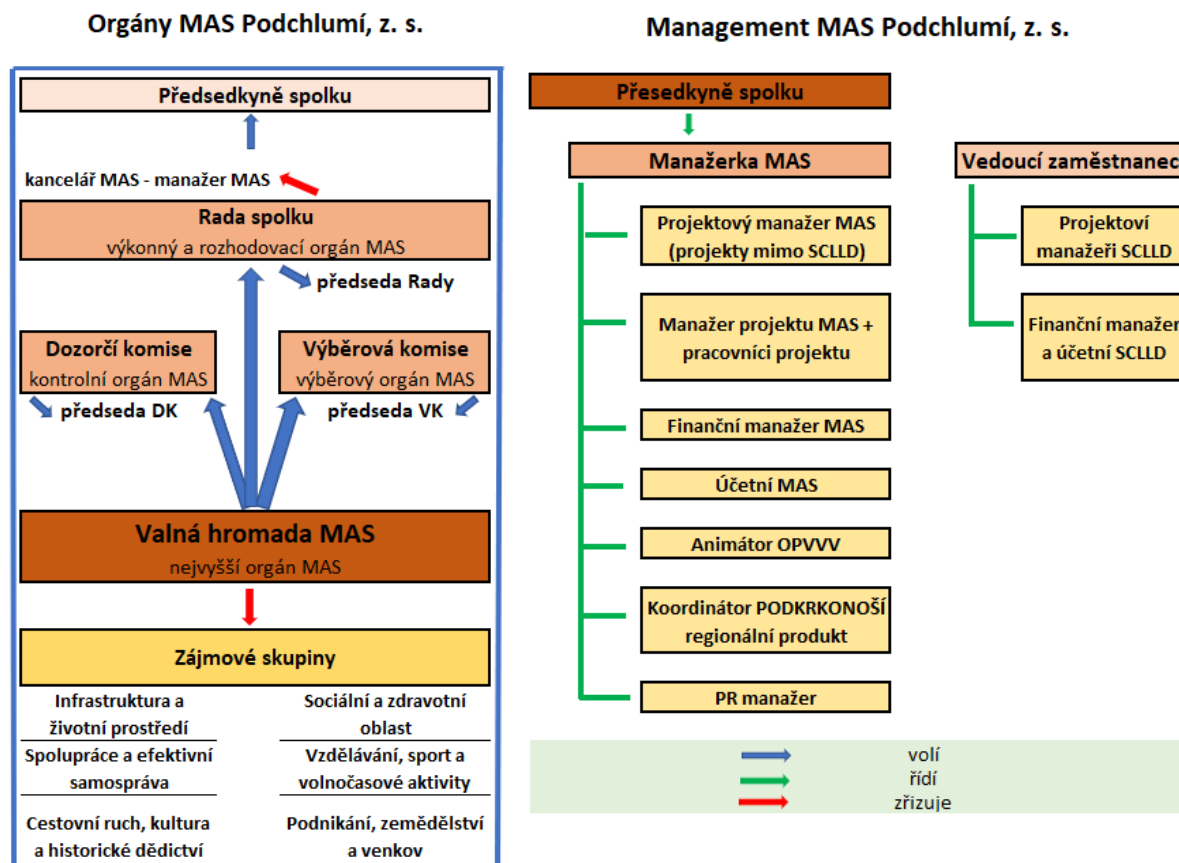 Orgány MAS Podchlumí, z. s.
Předsedkyně spolku
kancelář MAS - manažer MAS
Rada spolku
výkonný a rozhodovací orgán MAS
předseda Rady
Dozorčí komise
kontrolní orgán MAS
předseda DK
Výběrová komise
výběrový orgán MAS
předseda VK
Valná hromada MAS
nejvyšší orgán MAS
Zájmové skupiny
Infrastruktura a
životní prostředí
Sociální a zdravotní
oblast
Spolupráce a efektivní
samospráva
Vzdělávání, sport a
volnočasové aktivity
Cestovní ruch, kultura
a historické dědictví
Podnikání, zemědělství
a venkov
Management MAS Podchlumí, z. s.
Přesedkyně spolku
Manažerka MAS
Projektový manažer MAS
(projekty mimo SCLLD)
Manažer projektu MAS +
pracovníci projektu
Finanční manažer MAS
Účetní MAS
Animátor OPVVV
Koordinátor PODKRKONOŠÍ
regionální produkt
PR manažer
Vedoucí zaměstnanec
Projektoví
manažeři SCLLD
Finanční manažer
a účetní SCLLD
volí
řídí
zřizuje